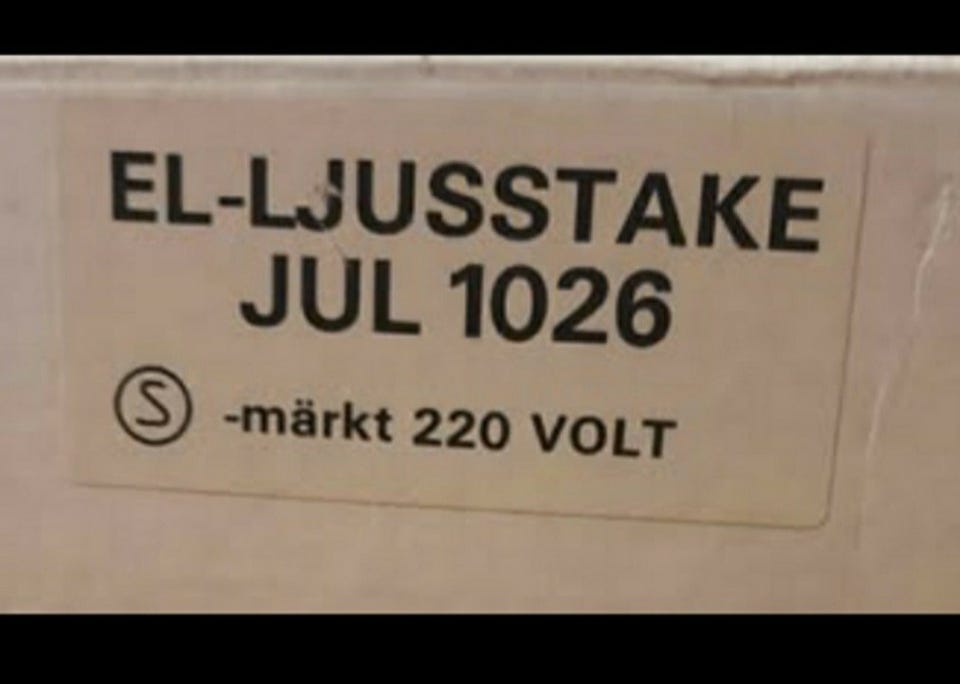 EL-LJUSSTAKE
JUL 1026
Ⓢ -märkt 220 VOLT